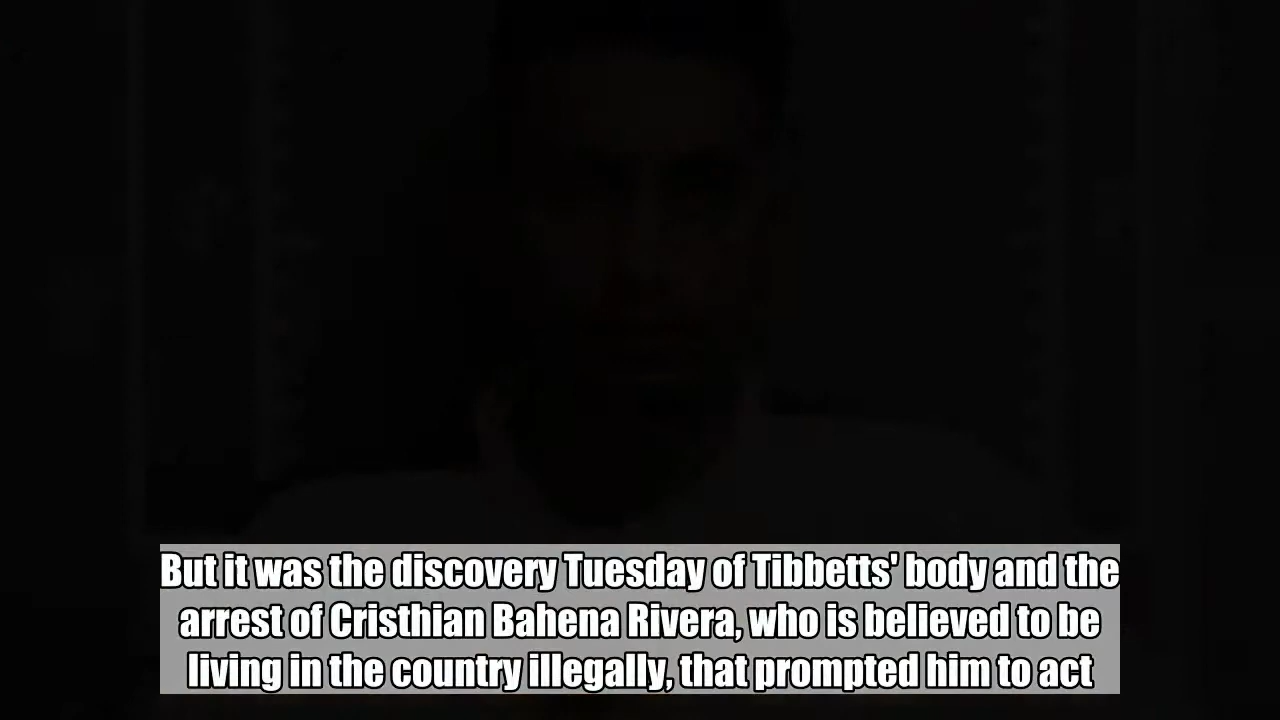 But it was the discovery Tuesday of Tibbetts' body and the
arrest of Cristhian Bahena Rivera, who is believed to be
living in the country illegally, that prompted him to act